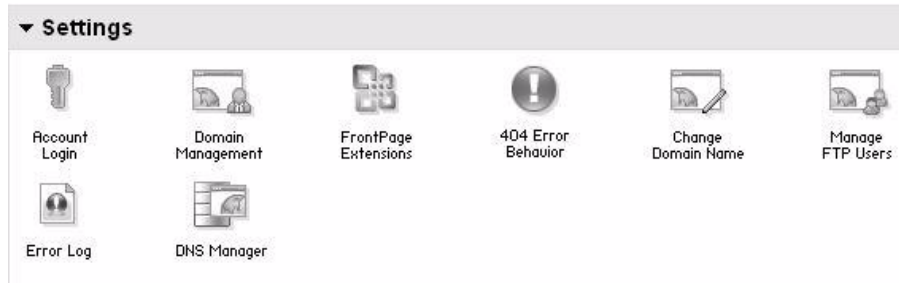 Settings
Account
Login
Domain
Management
FrontPage
Extensions
404 Error
Behavior
Change
Domain Name
Manage
FTP Users
Error Log
DNS Manager